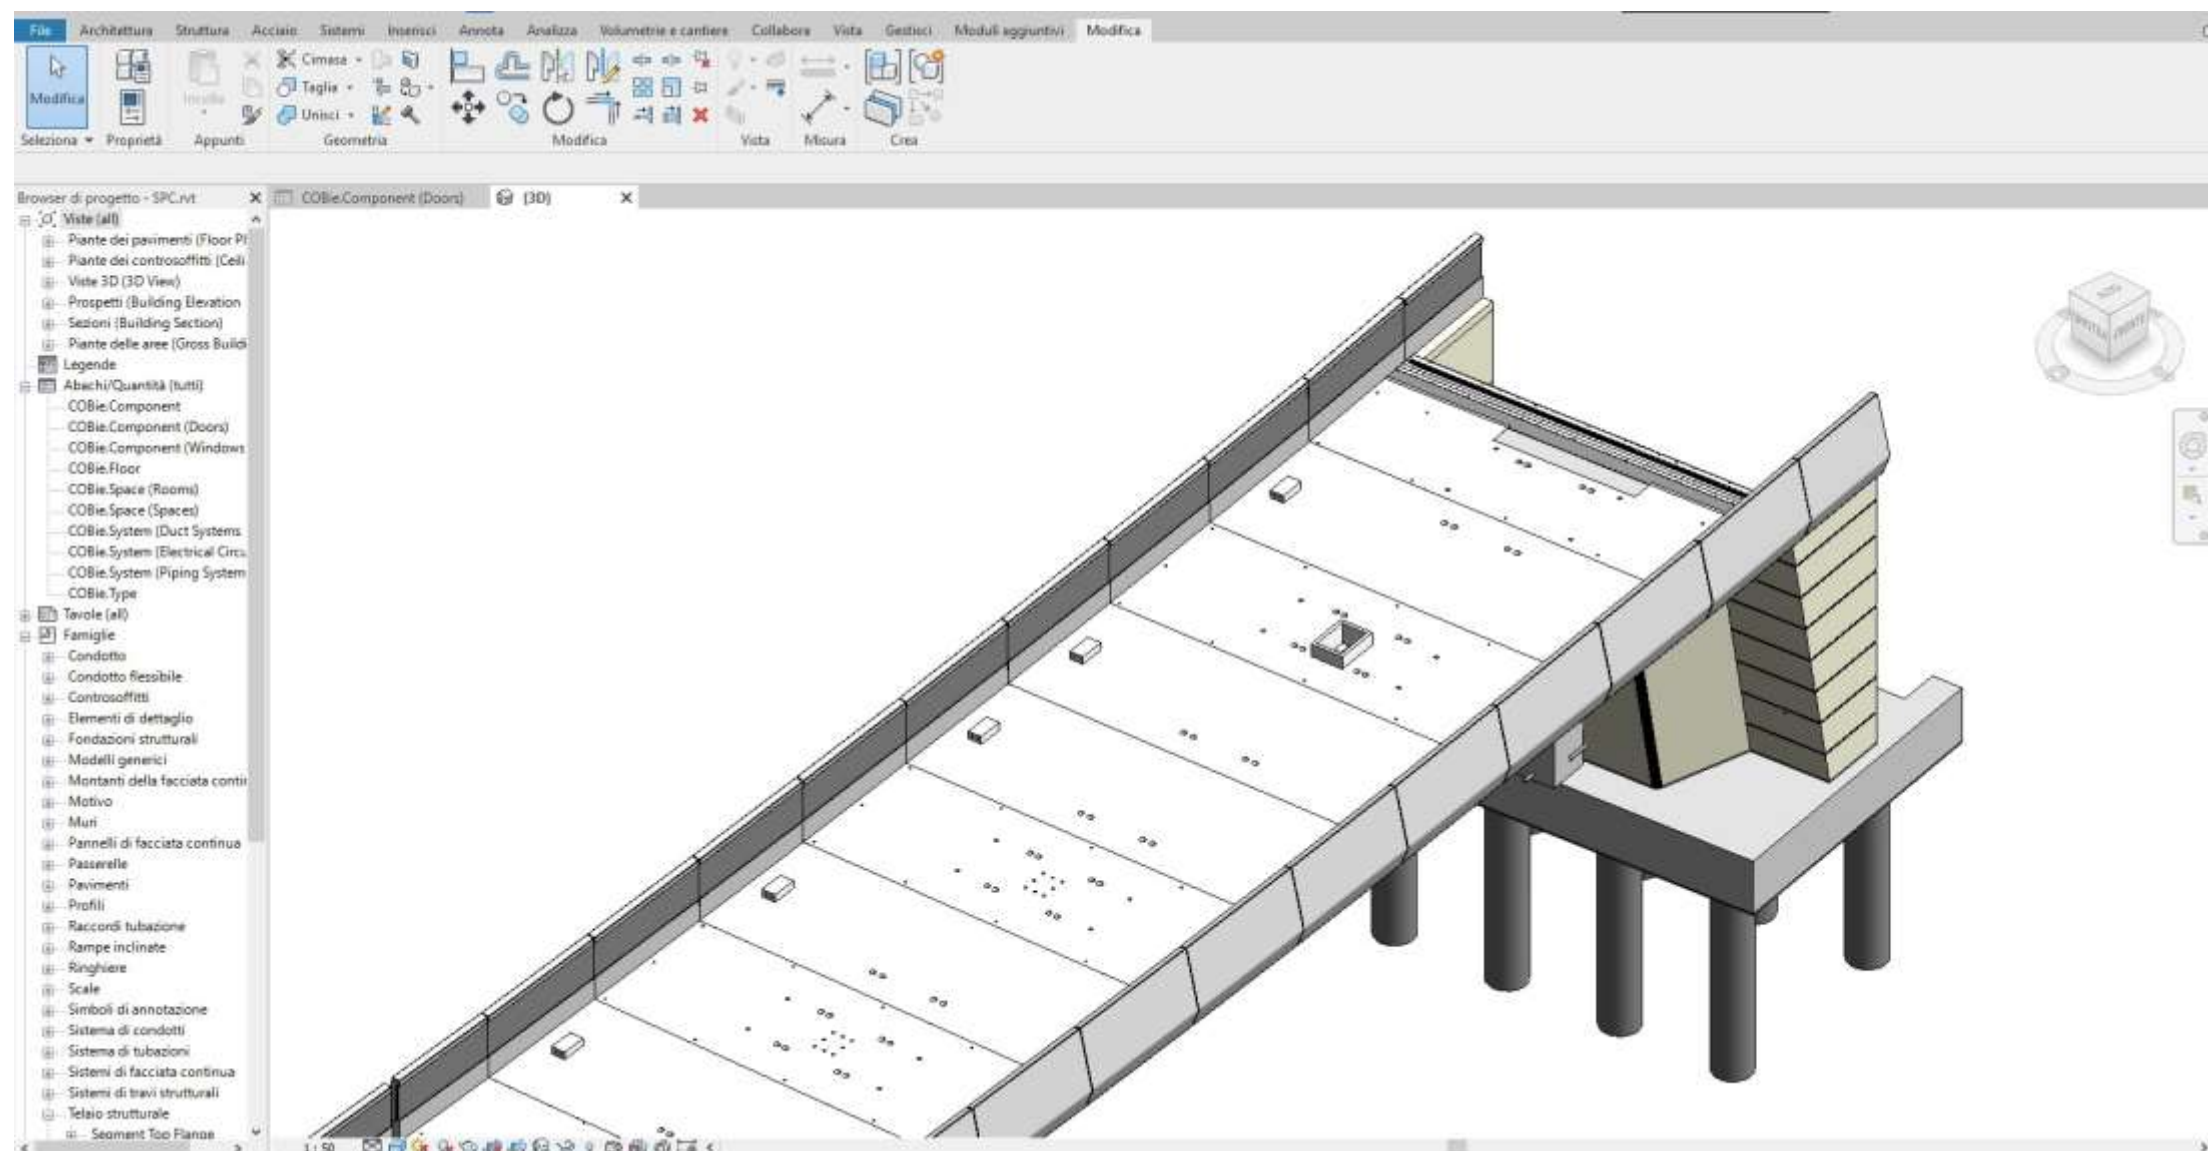 File Architettura Struttura Acciaio Sistemi Inserisci Annota Analizza Volumetrie e cantiere Collabora Vista Gestisci Moduli aggiuntivi Modifica
Cimasa
Taglia
Modifica Incolla
Unisci
Seleziona Proprietà Appunti Geometria Modifica Vista Misura Crea
Browser di progetto - SPC.rvt COBie.Component (Doors) (3D)
Viste (all)
Piante dei pavimenti (Floor Pl
Piante dei controsoffitti (Ceili
Viste 3D (3D View)
Prospetti (Building Elevation
Sezioni (Building Section)
Piante delle aree (Gross Buildi
Legende
Abachi/Quantità (tutti)
COBie.Component
COBie.Component (Doors)
COBie.Component (Windows
COBie.Floor
COBie.Space (Rooms)
COBie.Space (Spaces)
COBie.System (Duct Systems
COBie.System (Electrical Circu
COBie.System (Piping System
COBie.Type
Tavole (all)
Famiglie
Condotto
Condotto flessibile
Controsoffitti
Elementi di dettaglio
Fondazioni strutturali
Modelli generici
Montanti della facciata contin
Motivo
Muri
Pannelli di facciata continua
Passerelle
Pavimenti
Profili
Raccordi tubazione
Rampe inclinate
Ringhiere
Scale
Simboli di annotazione
Sistema di condotti
Sistema di tubazioni
Sistemi di facciata continua
Sistemi di travi strutturali
Telaio strutturale
Segment Top Flange
1 : 50